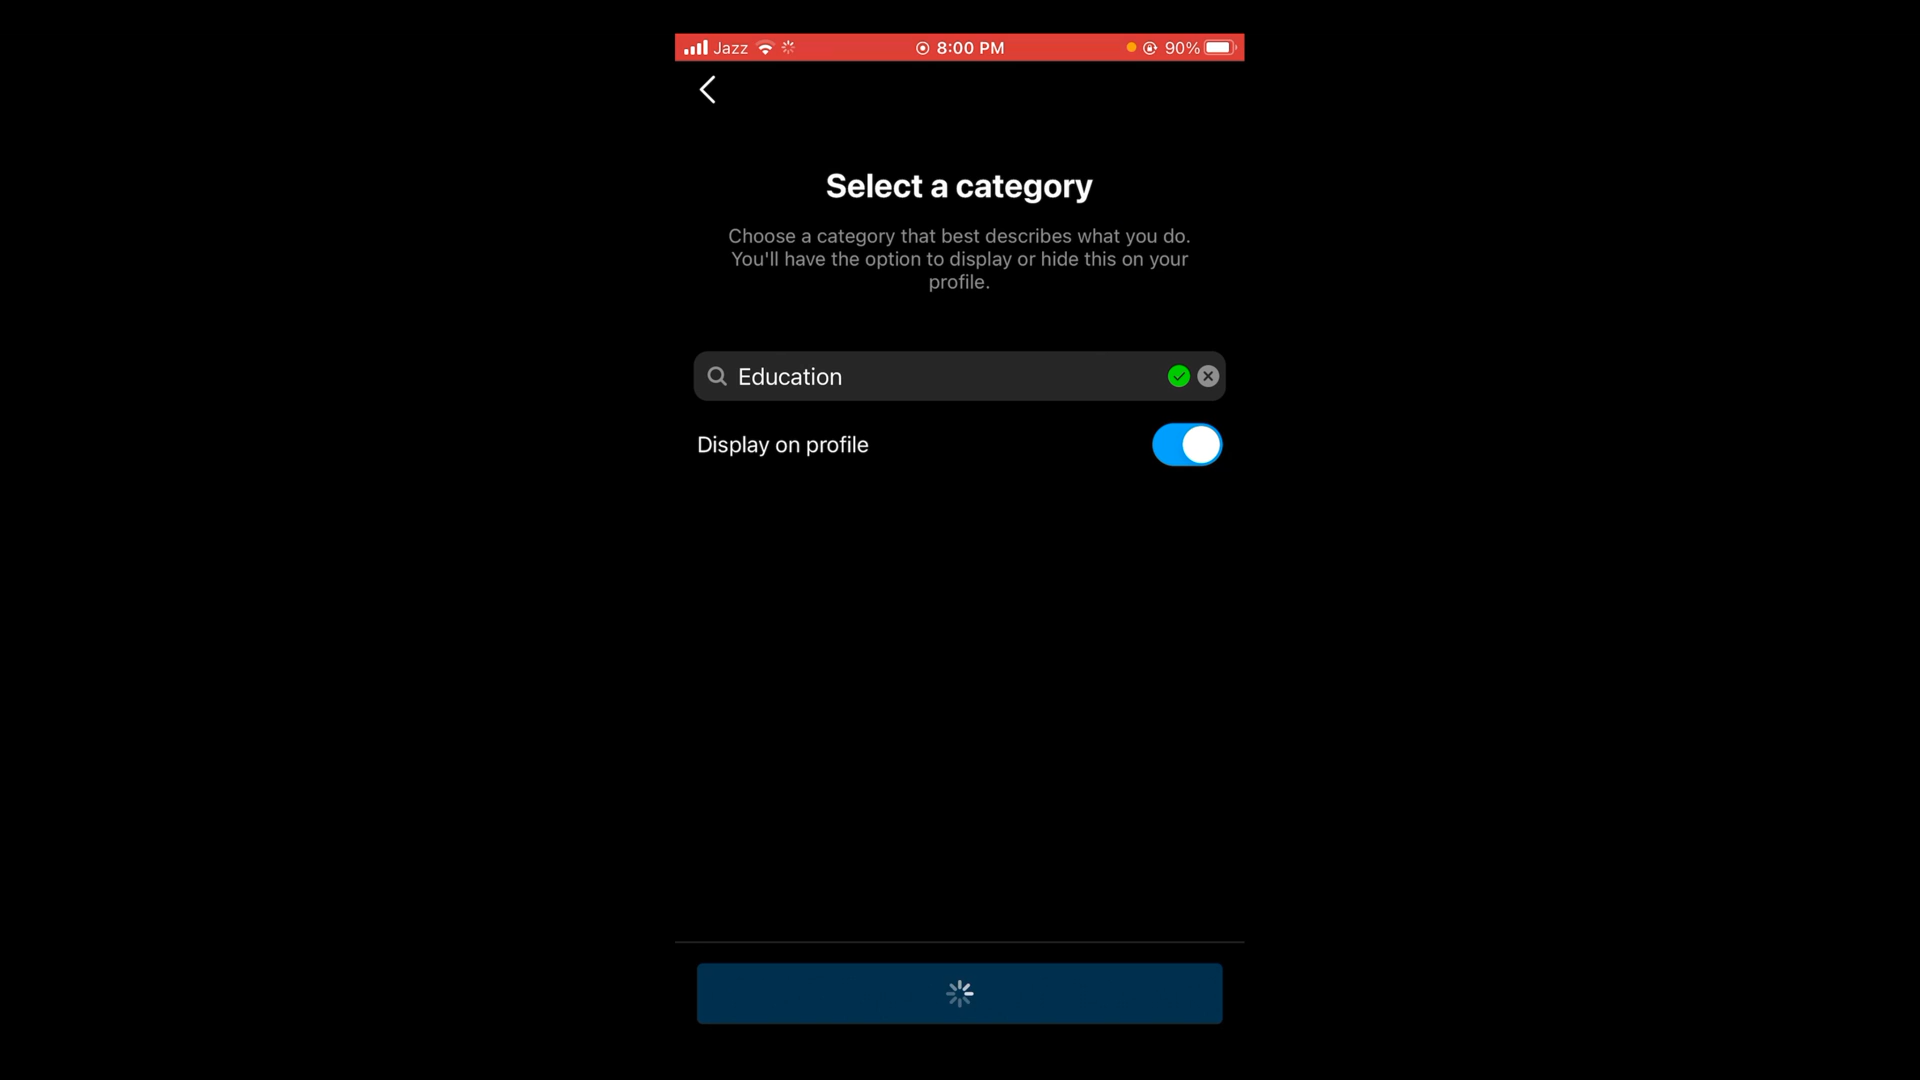 Jazz 8:00 PM 90%
Select a category
Choose a category that best describes what you do.
You'll have the option to display or hide this on your
profile.
Education
Display on profile